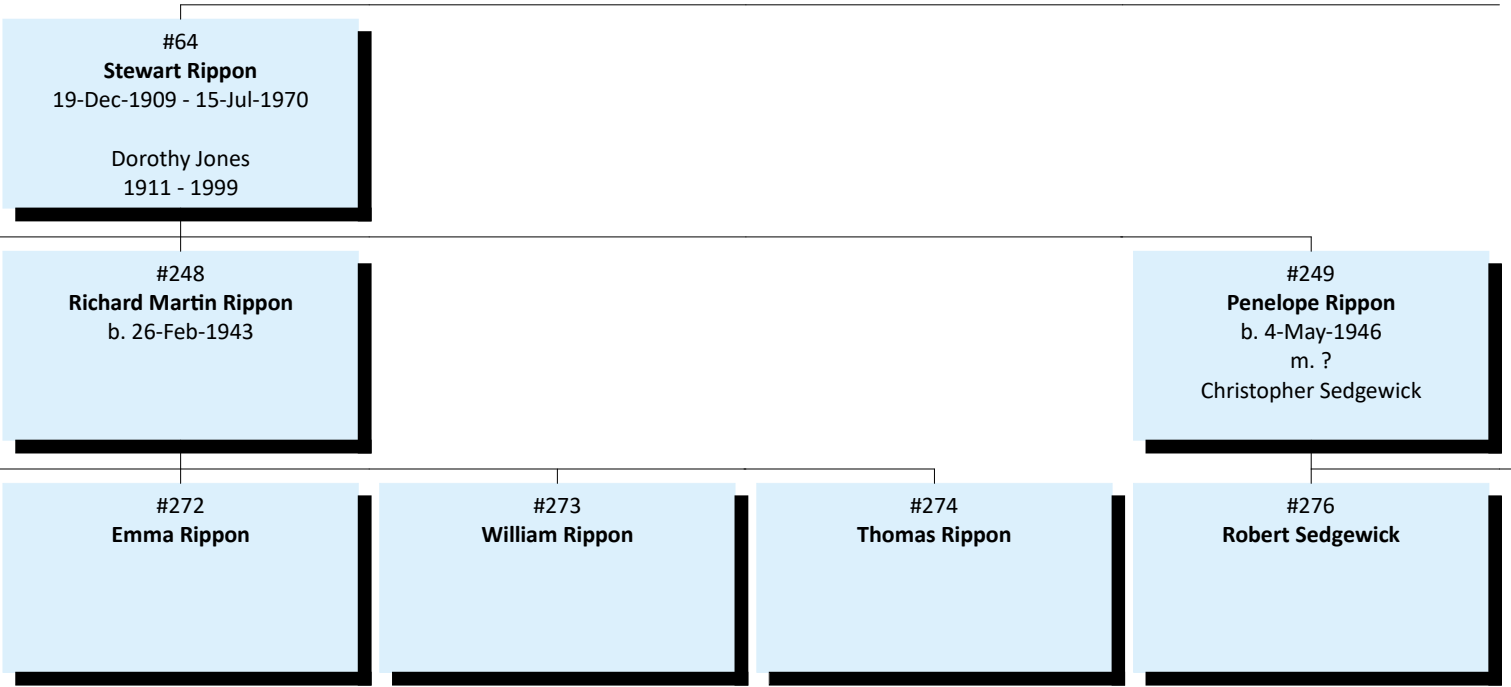 #64
Stewart Rippon
19-Dec-1909 - 15-Jul-1970
Dorothy Jones
1911 - 1999
#248
Richard Martin Rippon
b. 26-Feb-1943
#249
Penelope Rippon
b. 4-May-1946
m. ?
Christopher Sedgewick
#272
Emma Rippon
#273
William Rippon
#274
Thomas Rippon
#276
Robert Sedgewick